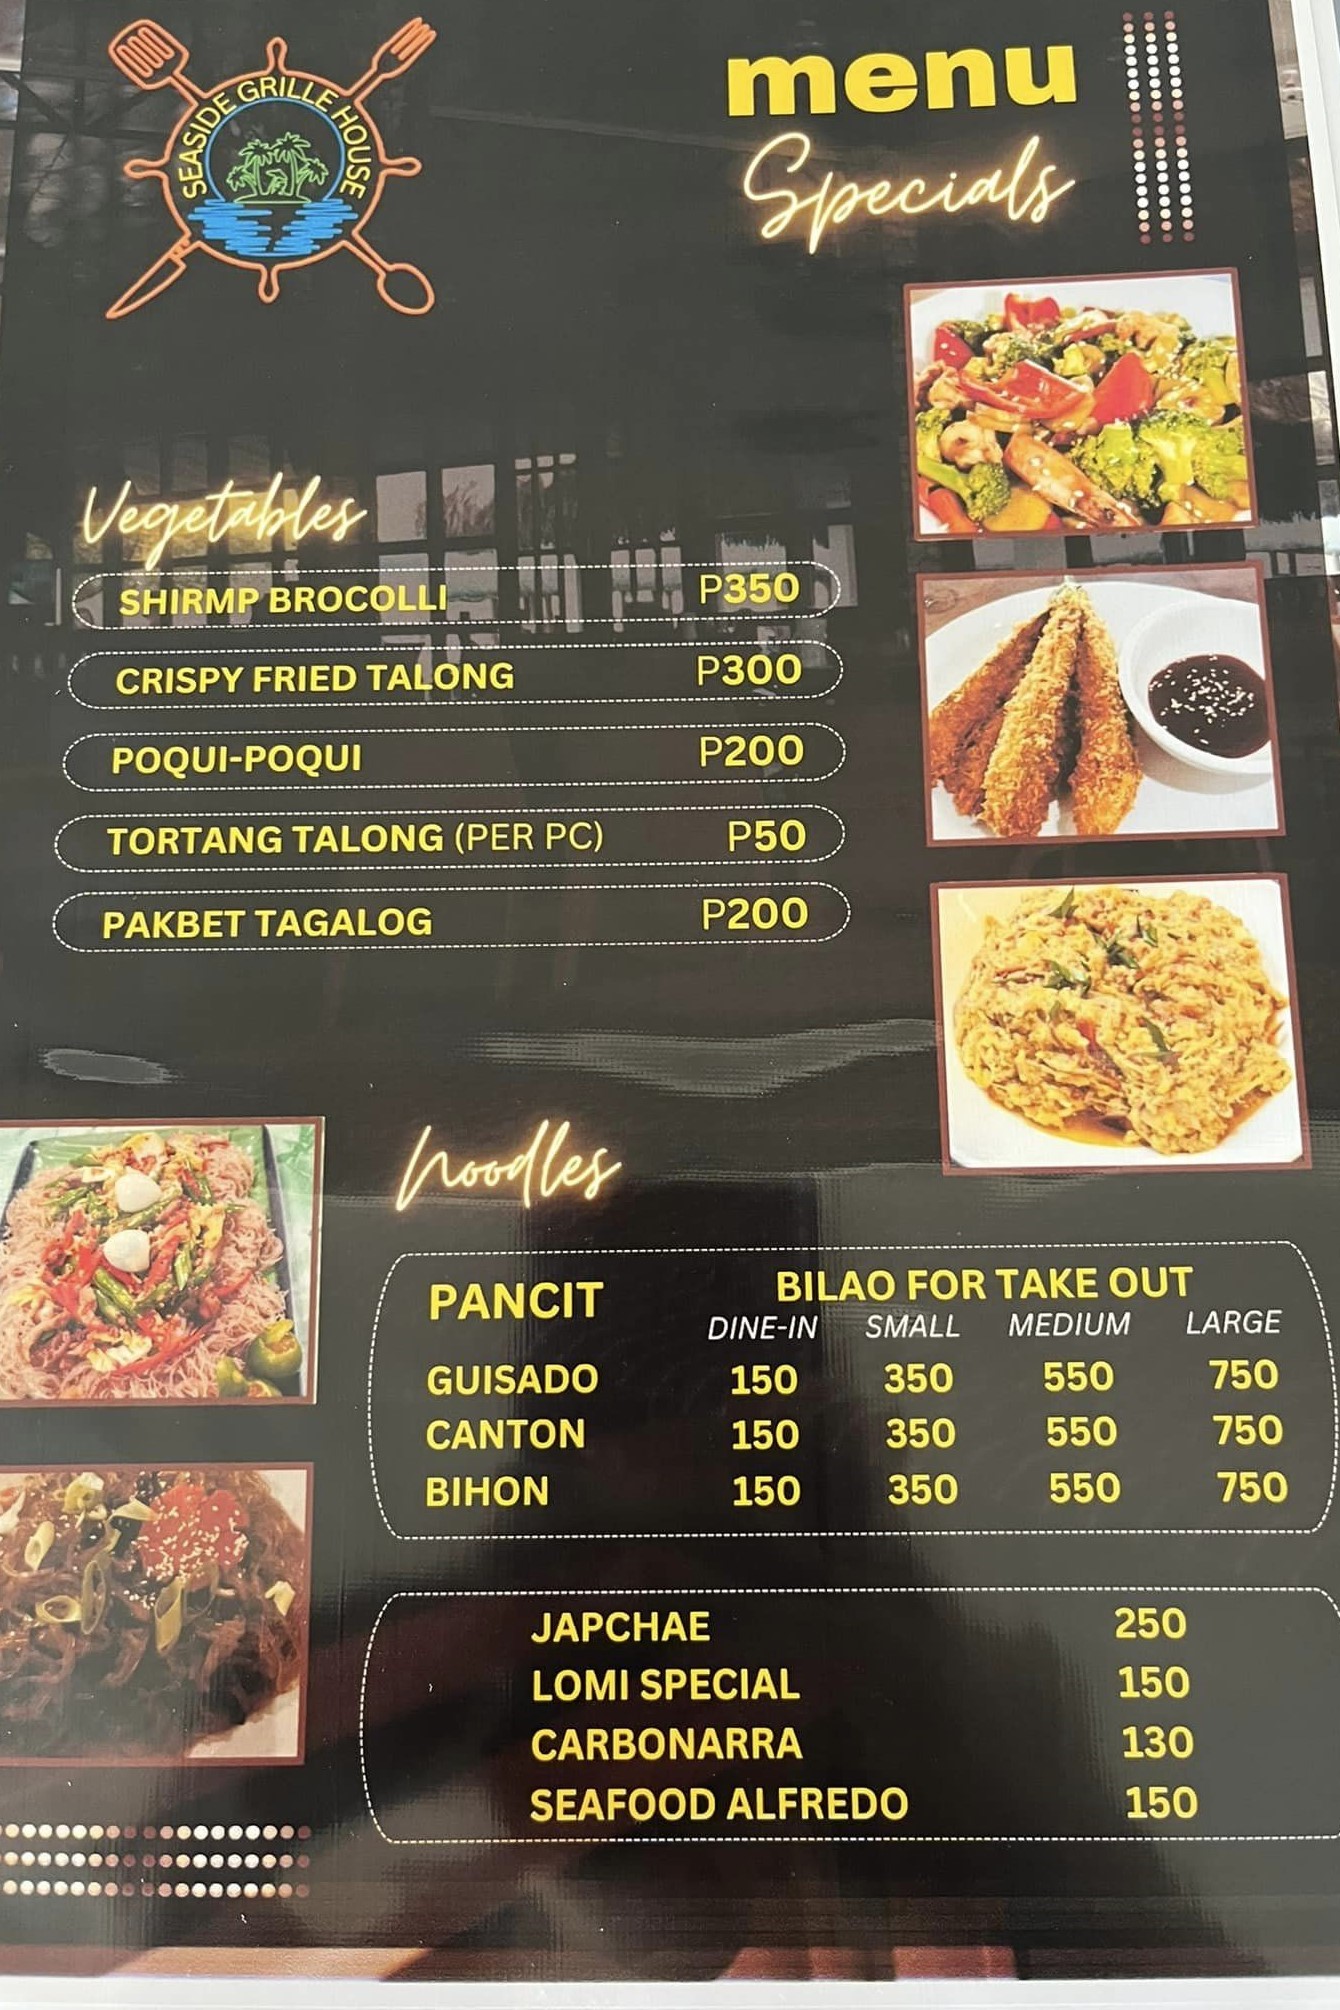 SEASIDE GRILLE HOUSE
menu
Specials
Vegetables
SHIRMP BROCOLLI P350
CRISPY FRIED TALONG P300
POQUI-POQUI P200
TORTANG TALONG (PER PC) P50
PAKBET TAGALOG P200
Noodles
PANCIT BILAO FOR TAKE OUT
DINE-IN SMALL MEDIUM LARGE
GUISADO 150 350 550 750
CANTON 150 350 550 750
BIHON 150 350 550 750
JAPCHAE 250
LOMI SPECIAL 150
CARBONARRA 130
SEAFOOD ALFREDO 150